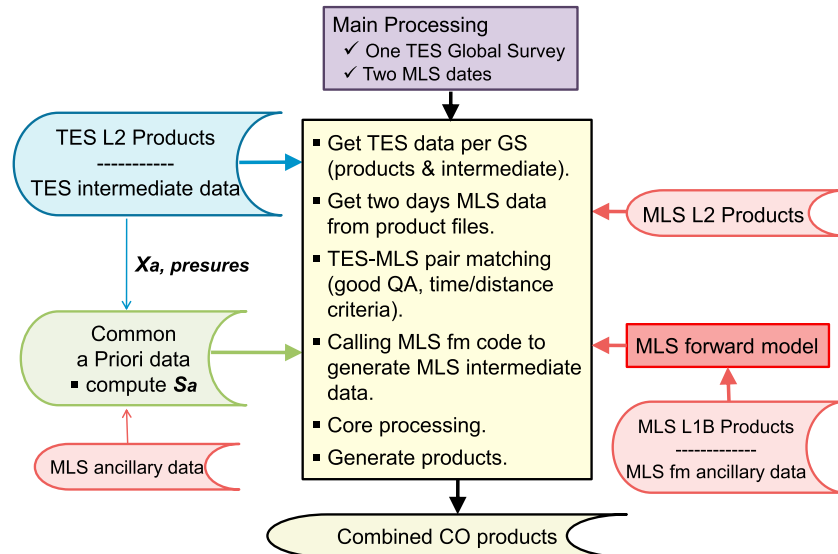 Main Processing
✓ One TES Global Survey
✓ Two MLS dates
TES L2 Products
-----------
TES intermediate data
Xa, presures
Common
a Priori data
▪ compute Sa
MLS ancillary data
▪ Get TES data per GS
(products & intermediate).
▪ Get two days MLS data
from product files.
▪ TES-MLS pair matching
(good QA, time/distance
criteria).
▪ Calling MLS fm code to
generate MLS intermediate
data.
▪ Core processing.
▪ Generate products.
MLS L2 Products
MLS forward model
MLS L1B Products
-------------
MLS fm ancillary data
Combined CO products